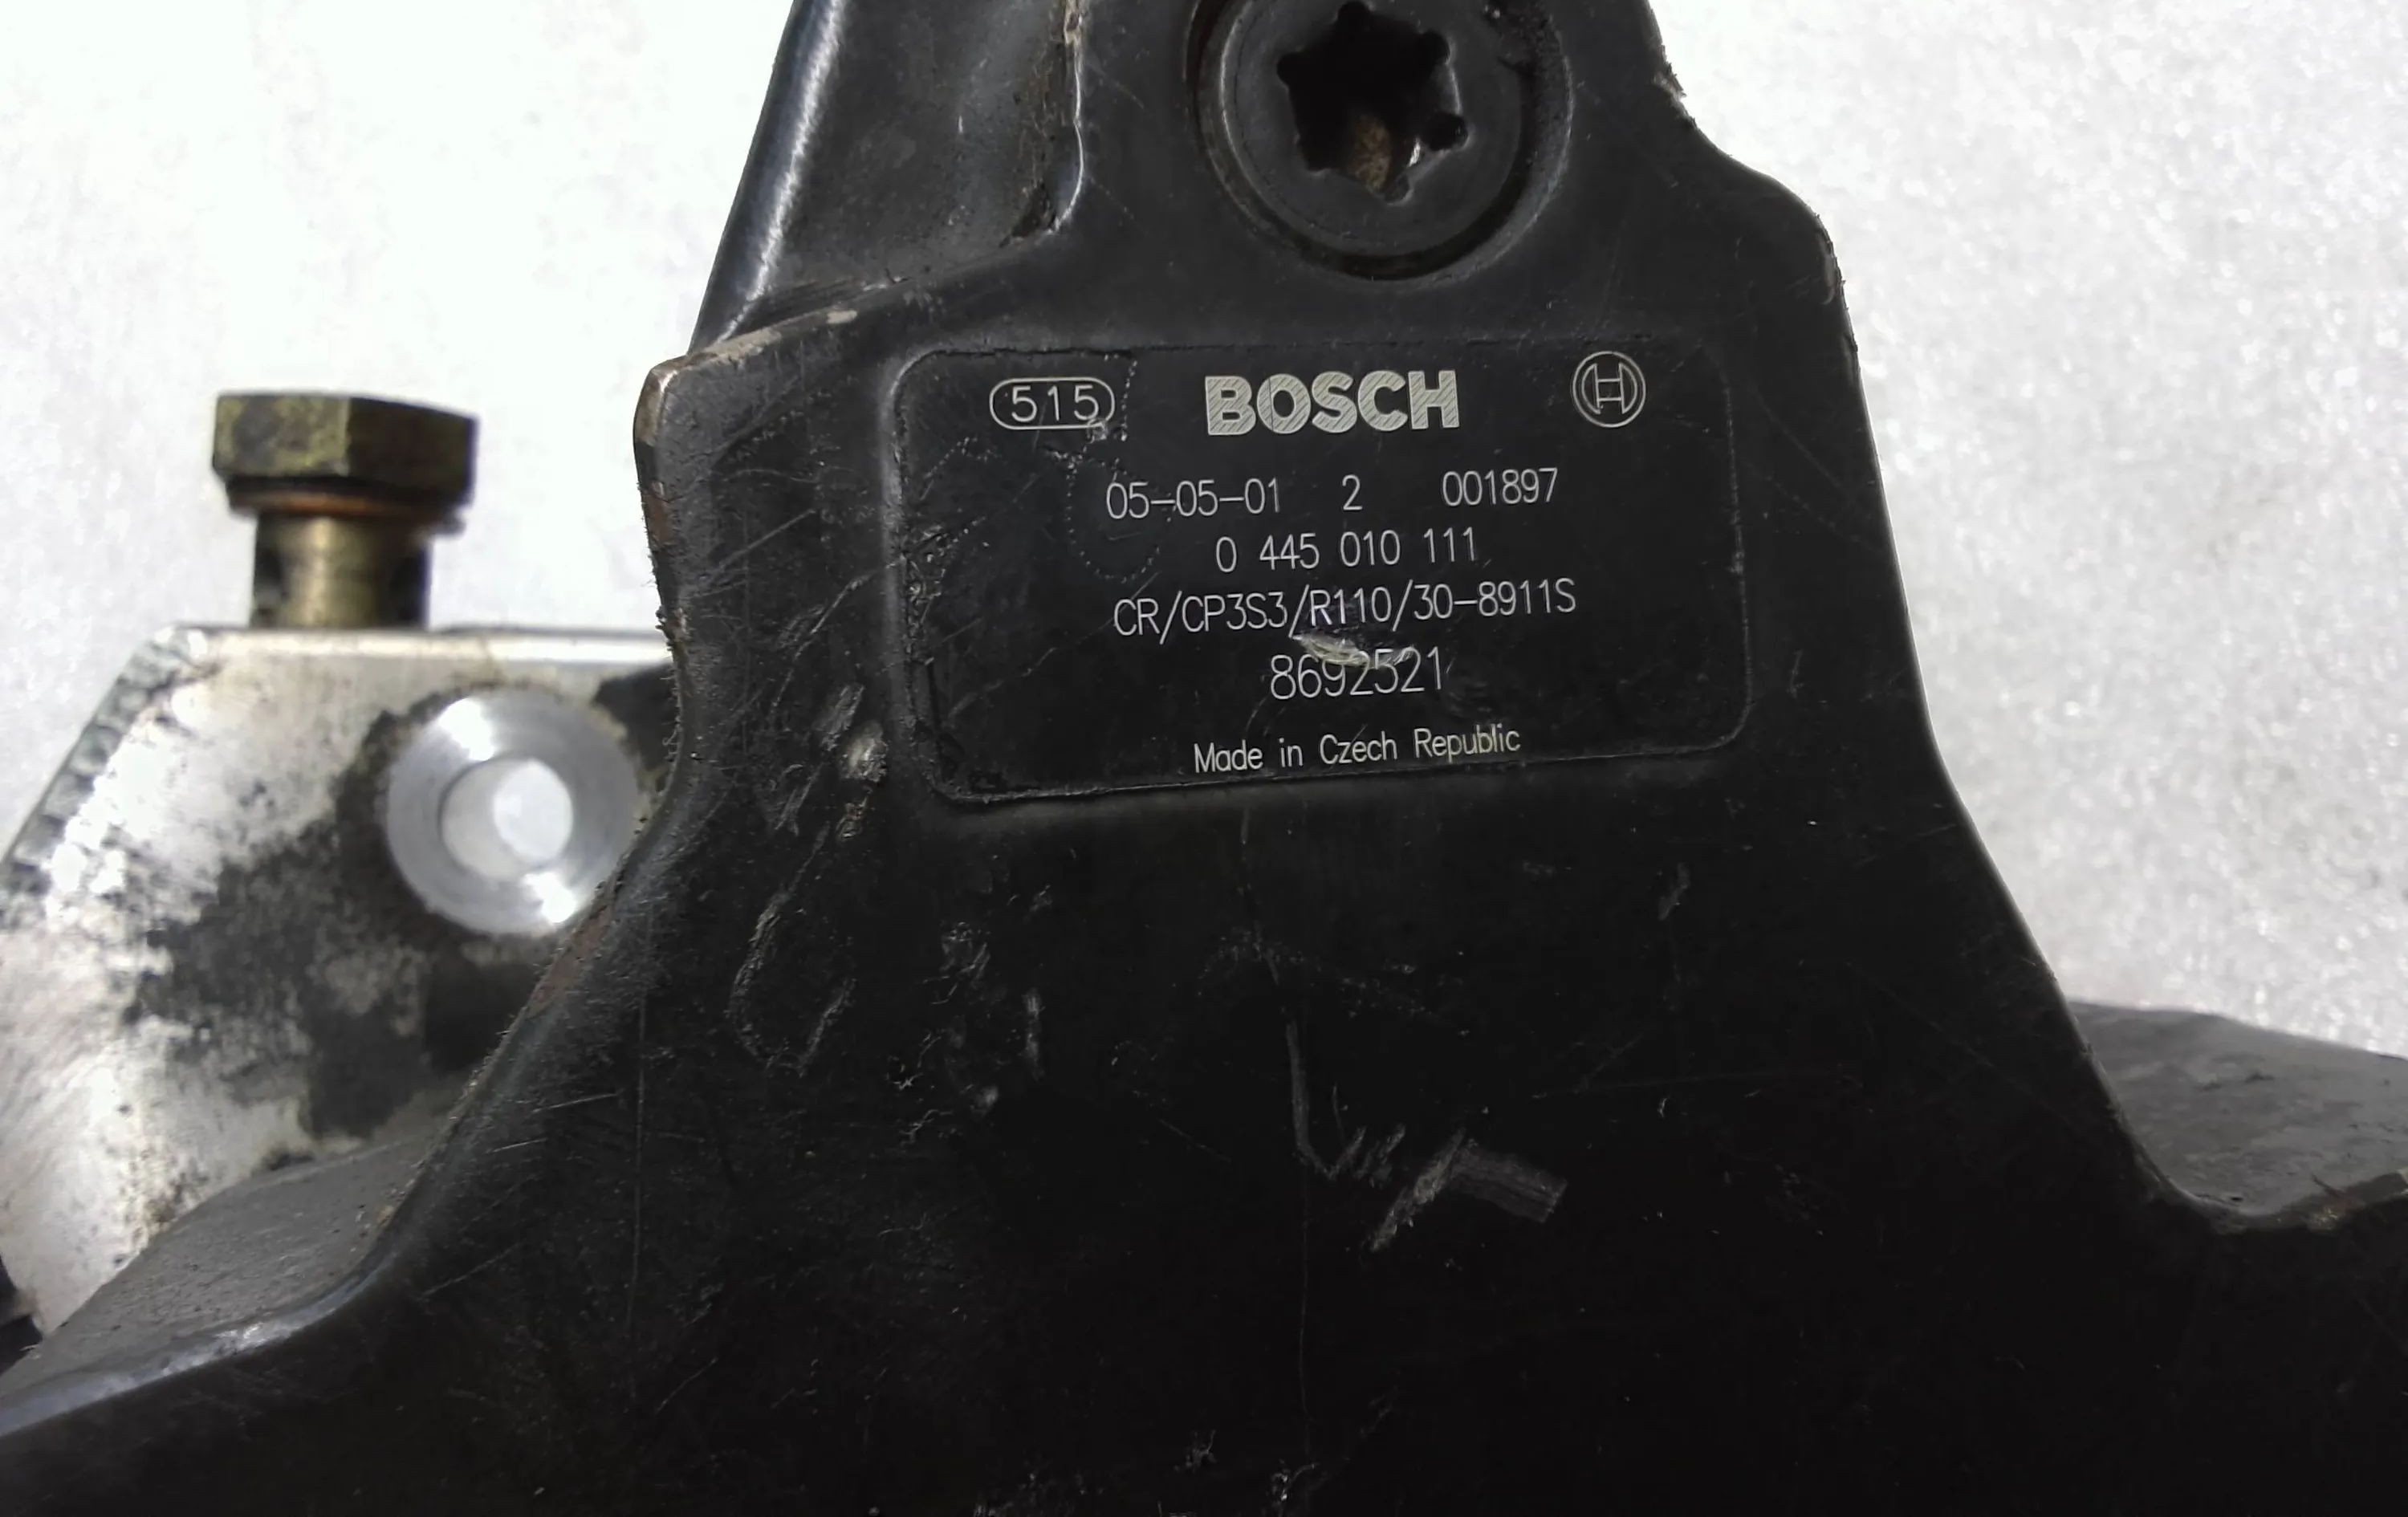 515 BOSCH
05-05-01 2 001897
0 445 010 111
CR/CP3S3/R110/30-8911S
8692521
Made in Czech Republic